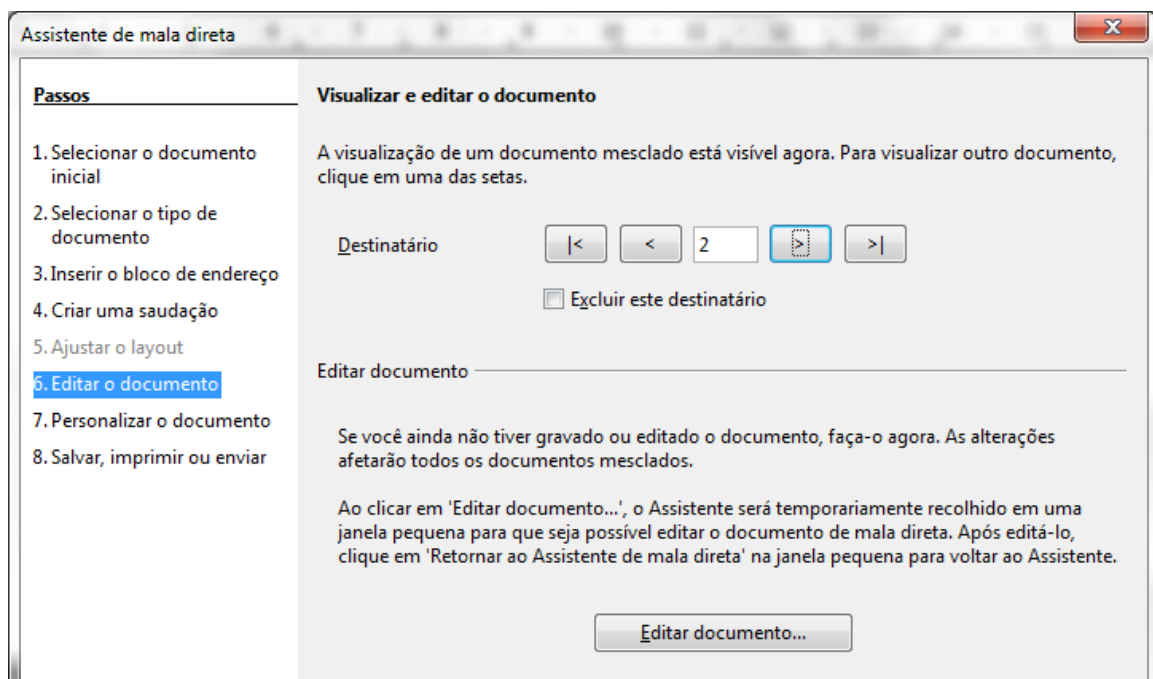 Assistente de mala direta
Passos
1. Selecionar o documento
inicial
2. Selecionar o tipo de
documento
3. Inserir o bloco de endereço
4. Criar uma saudação
5. Ajustar o layout
6. Editar o documento
7. Personalizar o documento
8. Salvar, imprimir ou enviar
Visualizar e editar o documento
A visualização de um documento mesclado está visível agora. Para visualizar outro documento,
clique em uma das setas.
Destinatário |< < 2 > >|
Excluir este destinatário
Editar documento
Se você ainda não tiver gravado ou editado o documento, faça-o agora. As alterações
afetarão todos os documentos mesclados.
Ao clicar em 'Editar documento...', o Assistente será temporariamente recolhido em uma
janela pequena para que seja possível editar o documento de mala direta. Após editá-lo,
clique em 'Retornar ao Assistente de mala direta' na janela pequena para voltar ao Assistente.
Editar documento...